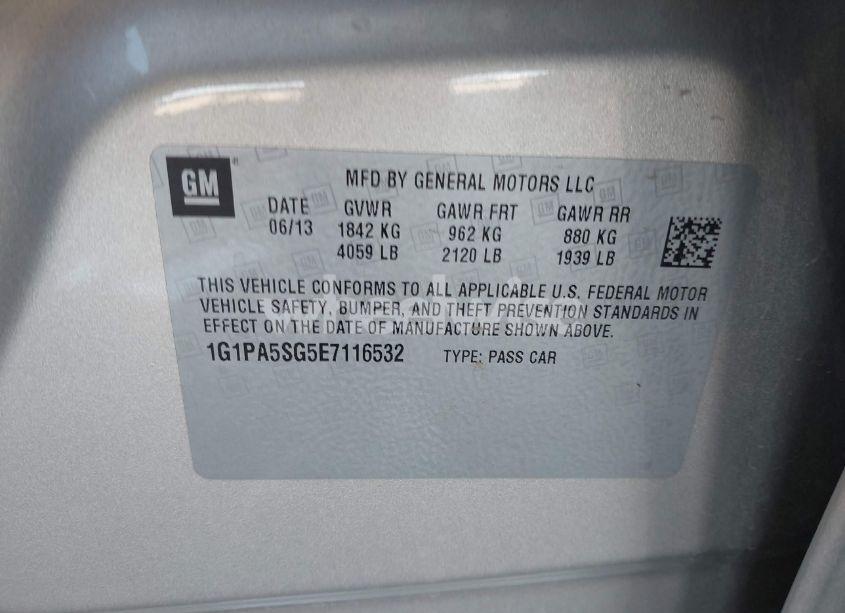 GM
MFD BY GENERAL MOTORS LLC
DATE GVWR GAWR FRT GAWR RR
06/13 1842 KG 962 KG 880 KG
4059 LB 2120 LB 1939 LB
THIS VEHICLE CONFORMS TO ALL APPLICABLE U.S. FEDERAL MOTOR
VEHICLE SAFETY, BUMPER, AND THEFT PREVENTION STANDARDS IN
EFFECT ON THE DATE OF MANUFACTURE SHOWN ABOVE.
1G1PA5SG5E7116532 TYPE: PASS CAR